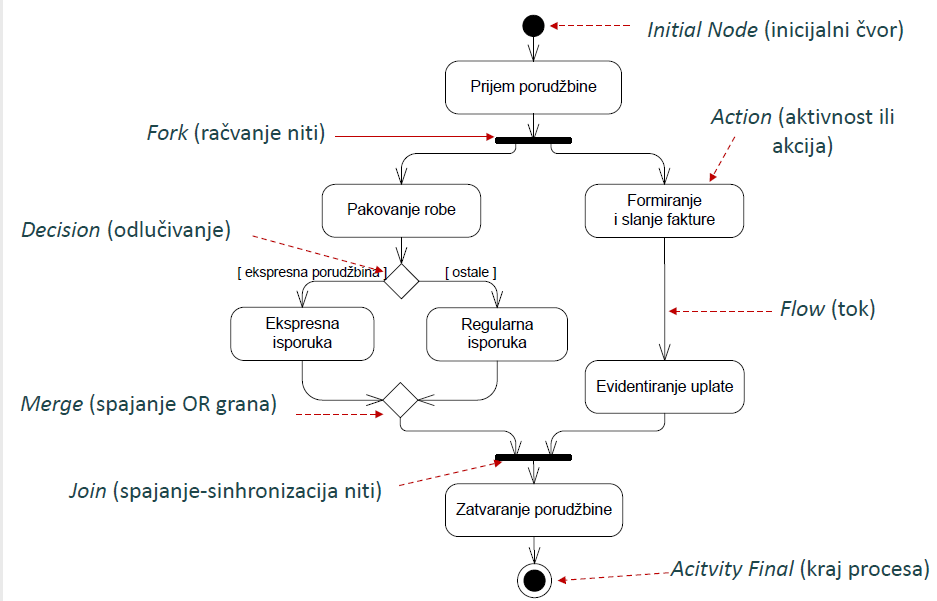 Initial Node (inicijalni čvor)
Prijem porudžbine
Action (aktivnost ili
akcija)
Fork (račvanje niti)
Pakovanje robe
Formiranje
i slanje fakture
Decision (odlučivanje)
[ ekspresna porudžbina ]
[ ostale ]
Flow (tok)
Ekspresna
isporuka
Regularna
isporuka
Evidentiranje uplate
Merge (spajanje OR grana)
Join (spajanje-sinhronizacija niti)
Zatvaranje porudžbine
Acitvity Final (kraj procesa)